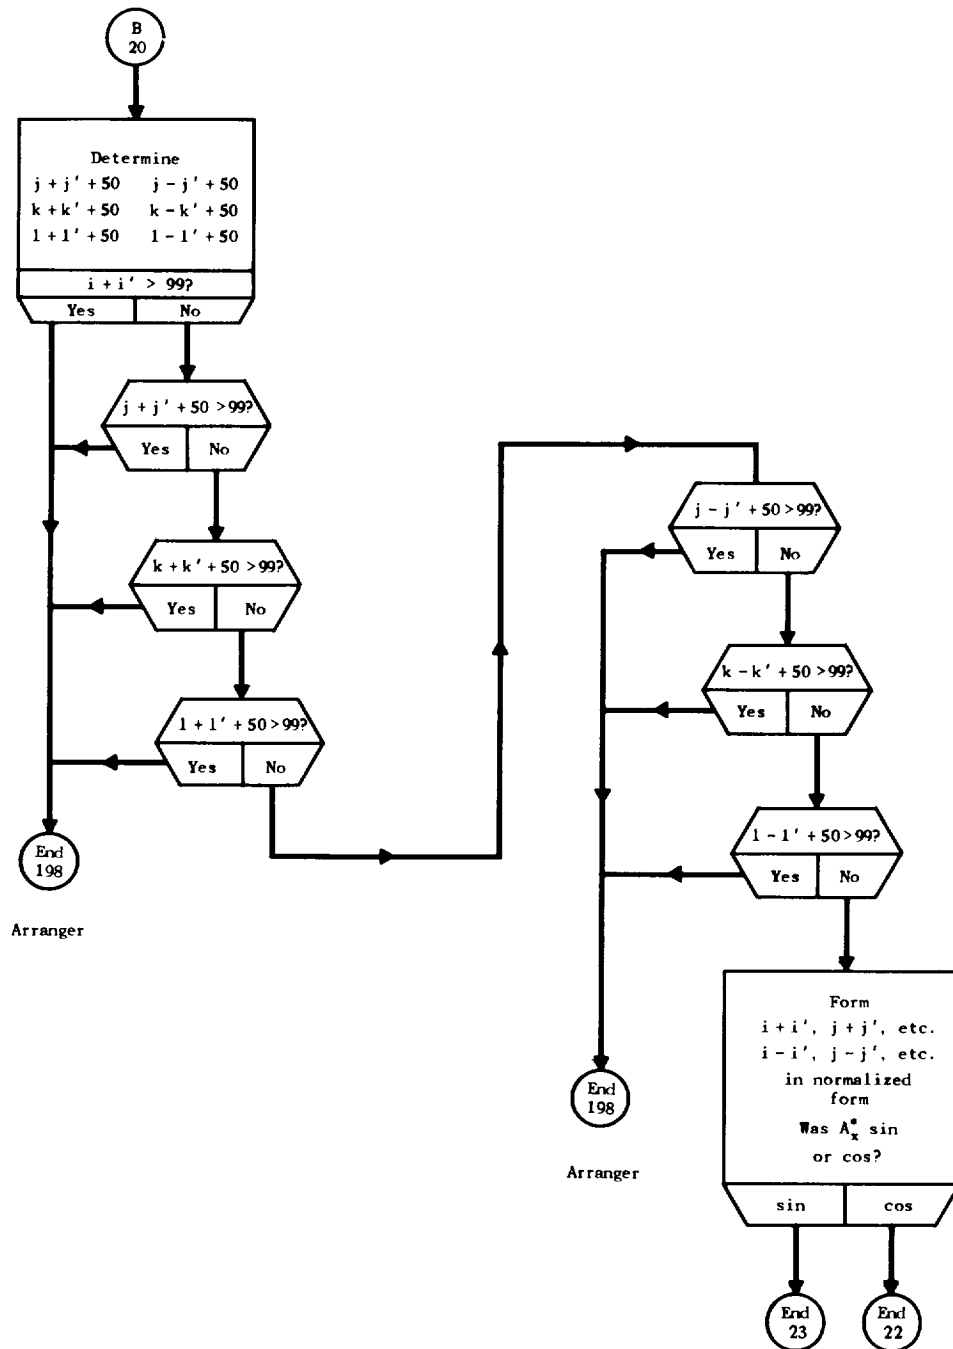 B
20
Determine
j + j′ + 50 j − j′ + 50
k + k′ + 50 k − k′ + 50
1 + 1′ + 50 1 − 1′ + 50
i + i′ > 99?
Yes No
j + j′ + 50 > 99?
Yes No
k + k′ + 50 > 99?
Yes No
1 + 1′ + 50 > 99?
Yes No
End
198
Arranger
j − j′ + 50 > 99?
Yes No
k − k′ + 50 > 99?
Yes No
1 − 1′ + 50 > 99?
Yes No
End
198
Arranger
Form
i + i′, j + j′, etc.
i − i′, j − j′, etc.
in normalized
form
Was A*x sin
or cos?
sin cos
End
23
End
22